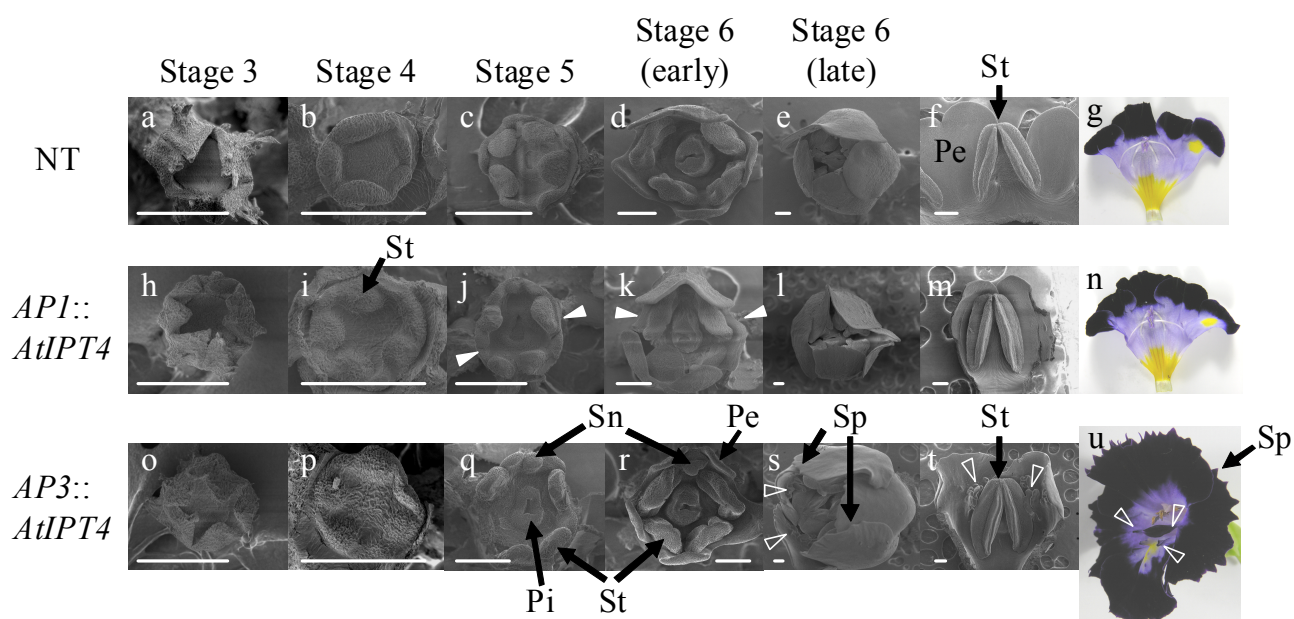 Stage 3 Stage 4 Stage 5 Stage 6 (early) Stage 6 (late) St
NT a b c d e f g
Pe
St
AP1:: AtIPT4 h i j k l m n
Sn Pe Sp St
AP3:: AtIPT4 o p q r s t u Sp
Pi St